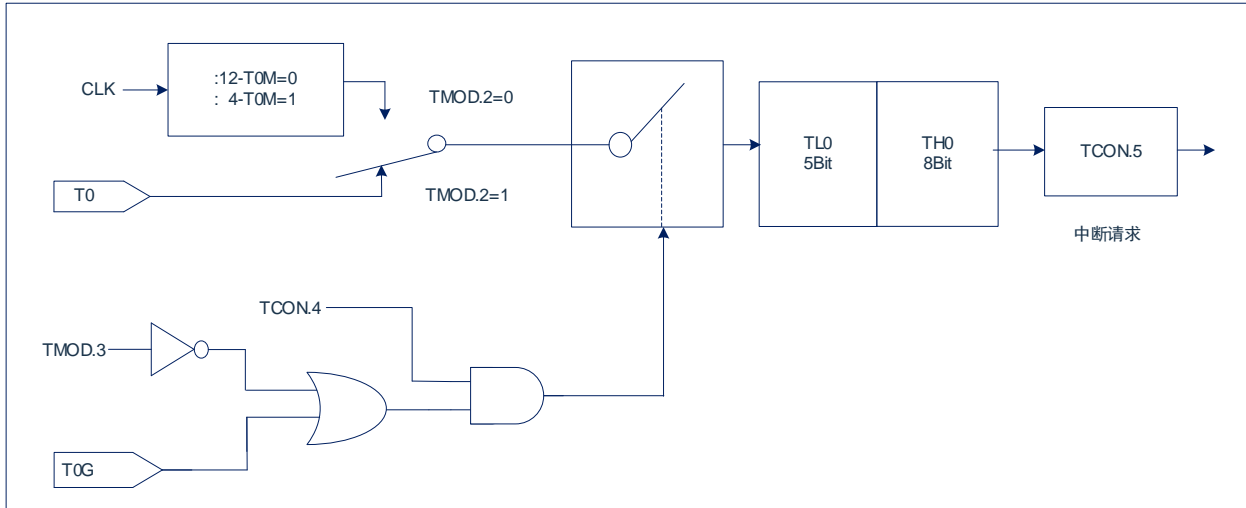 CLK
:12-T0M=0
: 4-T0M=1
TMOD.2=0
T0
TMOD.2=1
TL0
5Bit
TH0
8Bit
TCON.5
中断请求
TCON.4
TMOD.3
T0G